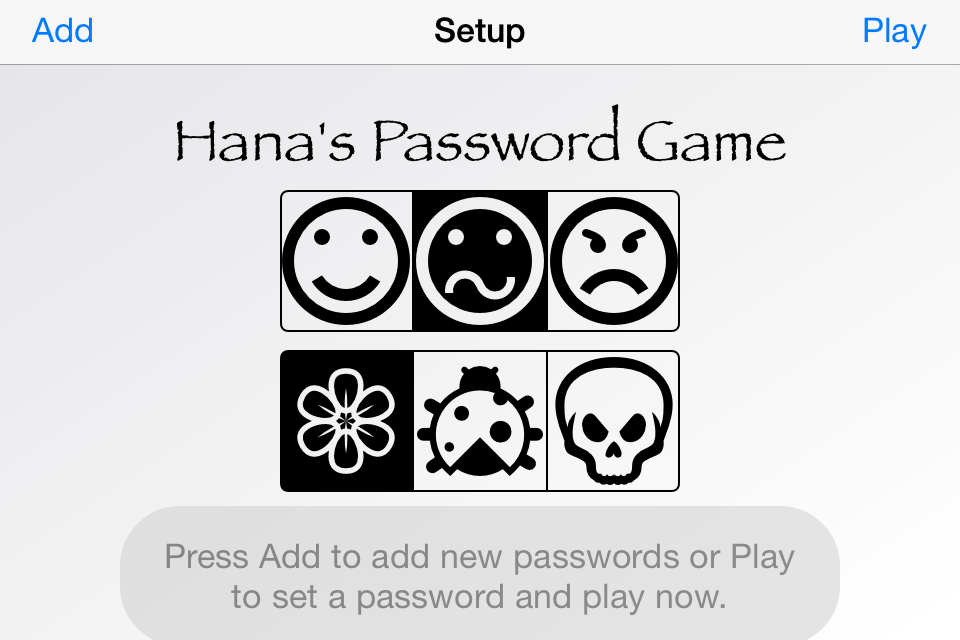 Add Setup Play
Hana's Password Game
Press Add to add new passwords or Play
to set a password and play now.